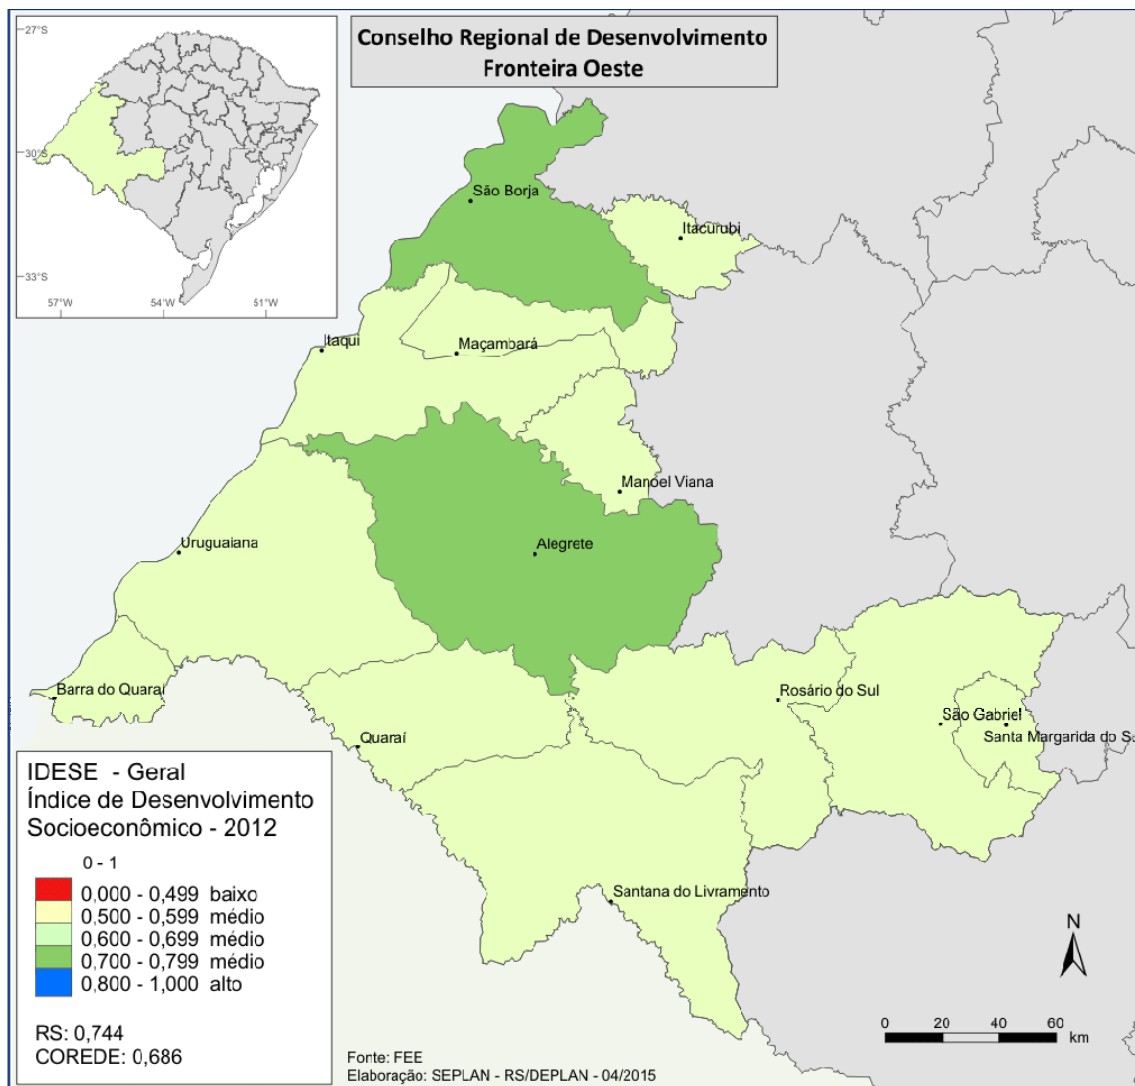 Conselho Regional de Desenvolvimento
Fronteira Oeste
27°S
30°S
33°S
57°W
54°W
51°W
São Borja
Itacurubi
Itaqui
Maçambará
Manoel Viana
Uruguaiana
Alegrete
Barra do Quaraí
Rosário do Sul
São Gabriel
Santa Margarida do Su
Quaraí
Santana do Livramento
IDESE - Geral
Índice de Desenvolvimento
Socioeconômico - 2012
0 - 1
0,000 - 0,499 baixo
0,500 - 0,599 médio
0,600 - 0,699 médio
0,700 - 0,799 médio
0,800 - 1,000 alto
RS: 0,744
COREDE: 0,686
N
0 20 40 60
km
Fonte: FEE
Elaboração: SEPLAN - RS/DEPLAN - 04/2015